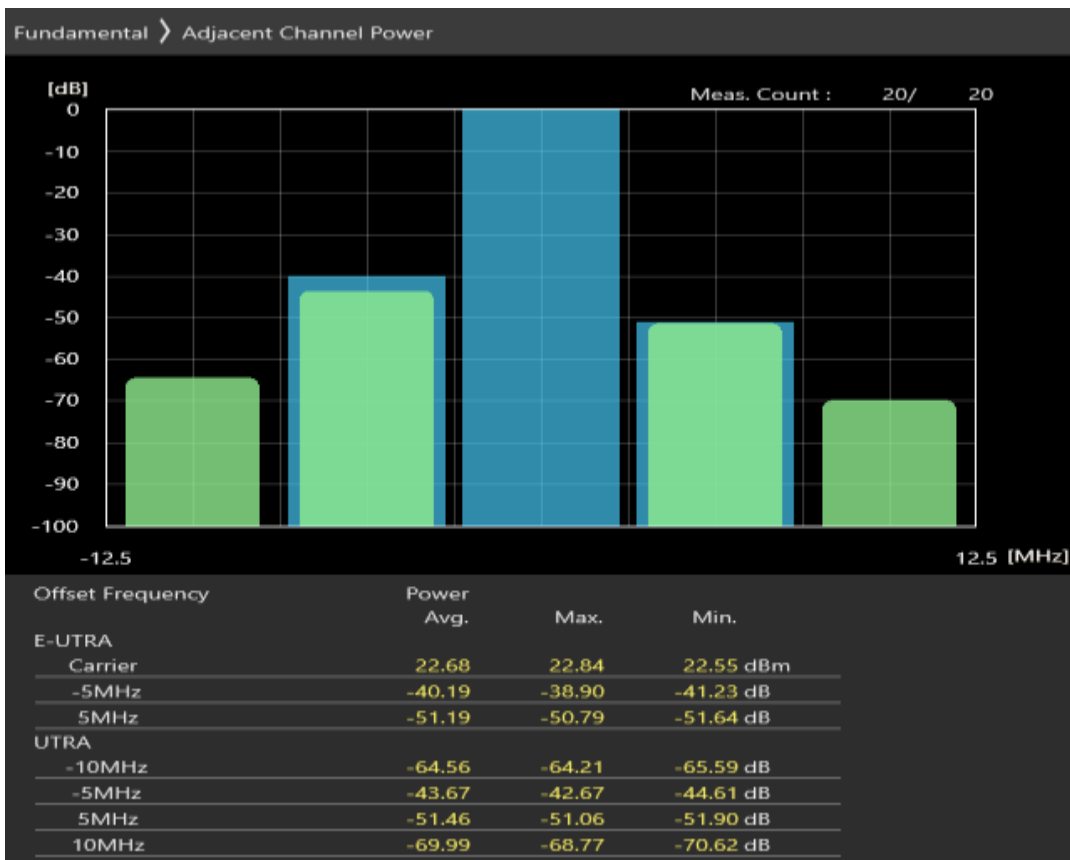 Fundamental 〉 Adjacent Channel Power
[dB]
Meas. Count : 20/ 20
0
-10
-20
-30
-40
-50
-60
-70
-80
-90
-100
-12.5 12.5 [MHz]
Offset Frequency Power
Avg. Max. Min.
E-UTRA
Carrier 22.68 22.84 22.55 dBm
-5MHz -40.19 -38.90 -41.23 dB
5MHz -51.19 -50.79 -51.64 dB
UTRA
-10MHz -64.56 -64.21 -65.59 dB
-5MHz -43.67 -42.67 -44.61 dB
5MHz -51.46 -51.06 -51.90 dB
10MHz -69.99 -68.77 -70.62 dB